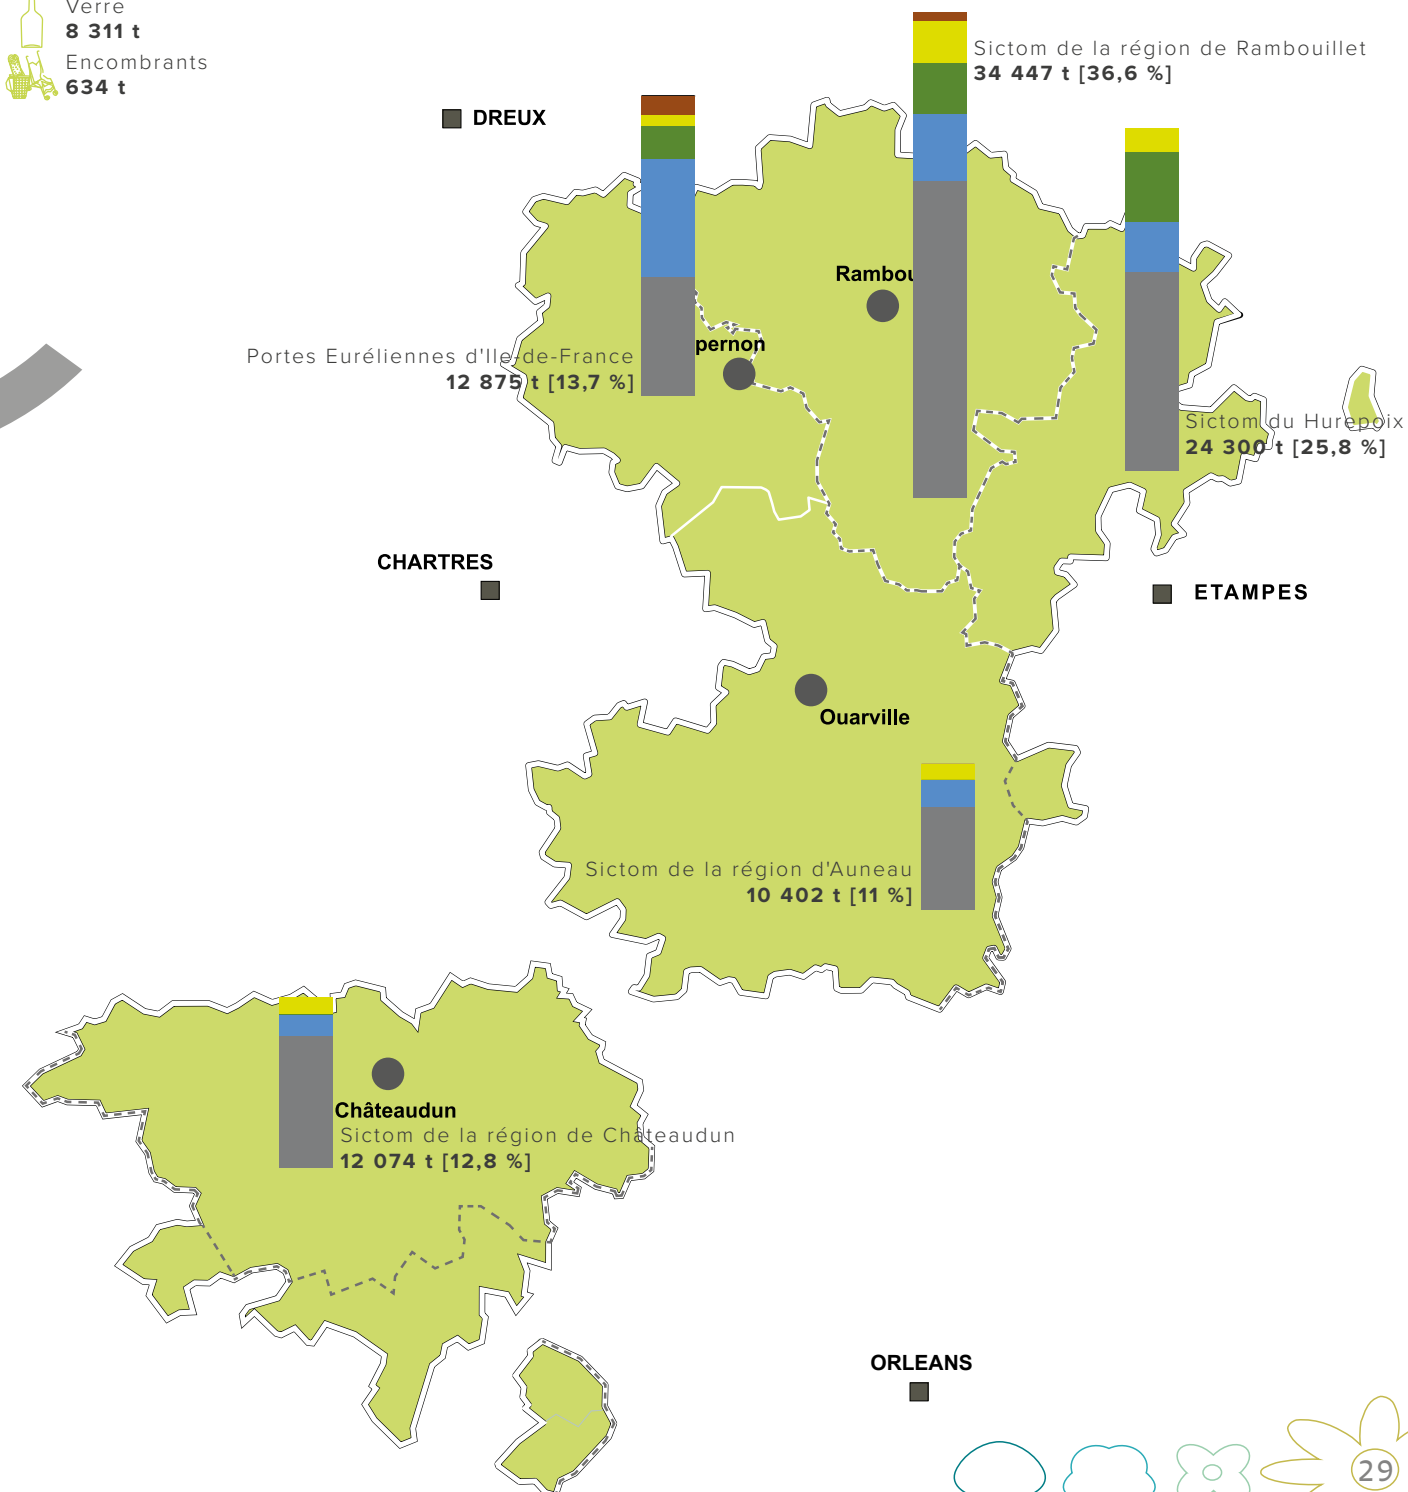 Verre
8 311 t
Encombrants
634 t
Sictom de la région de Rambouillet
34 447 t [36,6 %]
DREUX
Rambou
pernon
Portes Euréliennes d'Ile-de-France
12 875 t [13,7 %]
Sictom du Hurepoix
24 300 t [25,8 %]
CHARTRES
ETAMPES
Ouarville
Sictom de la région d'Auneau
10 402 t [11 %]
Châteaudun
Sictom de la région de Châteaudun
12 074 t [12,8 %]
ORLEANS
29